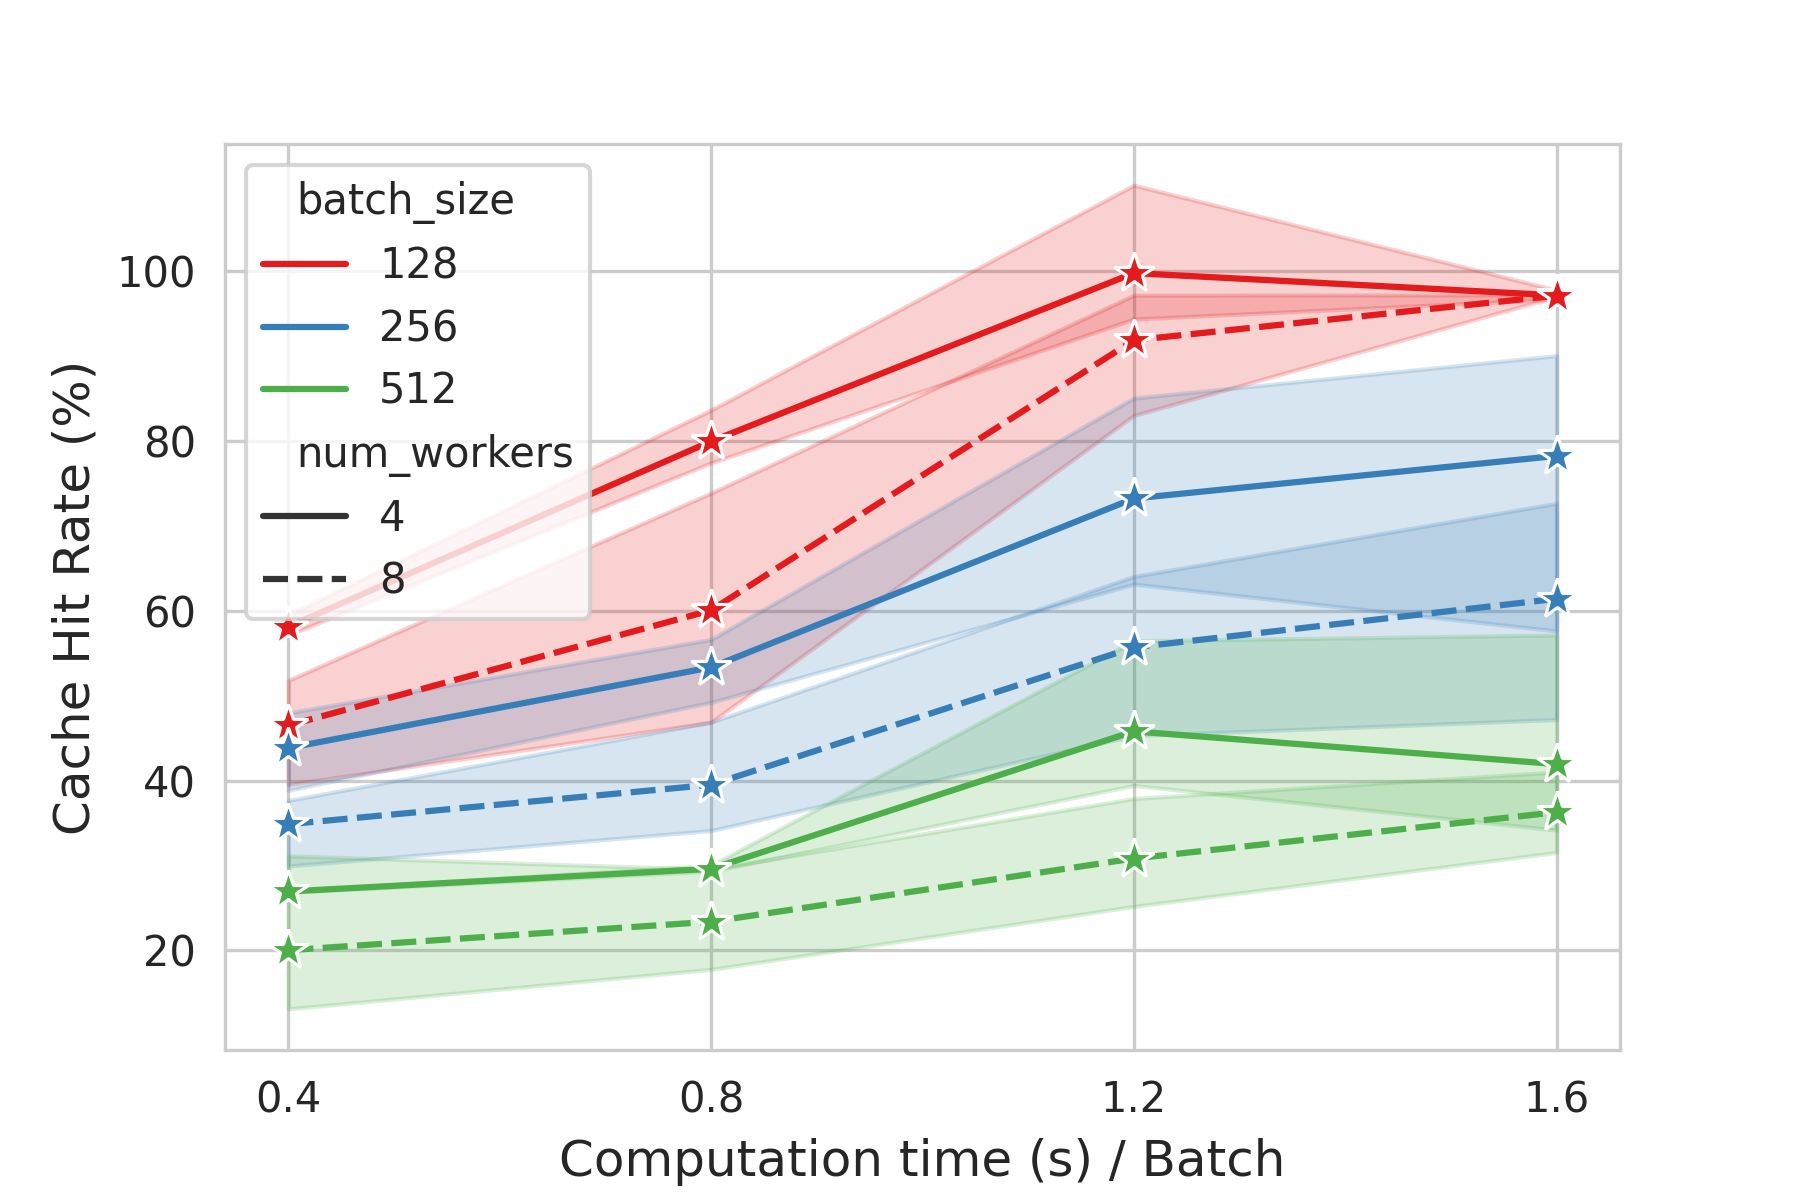 batch_size
128
256
512
num_workers
4
8
100
80
60
40
20
Cache Hit Rate (%)
0.4 0.8 1.2 1.6
Computation time (s) / Batch